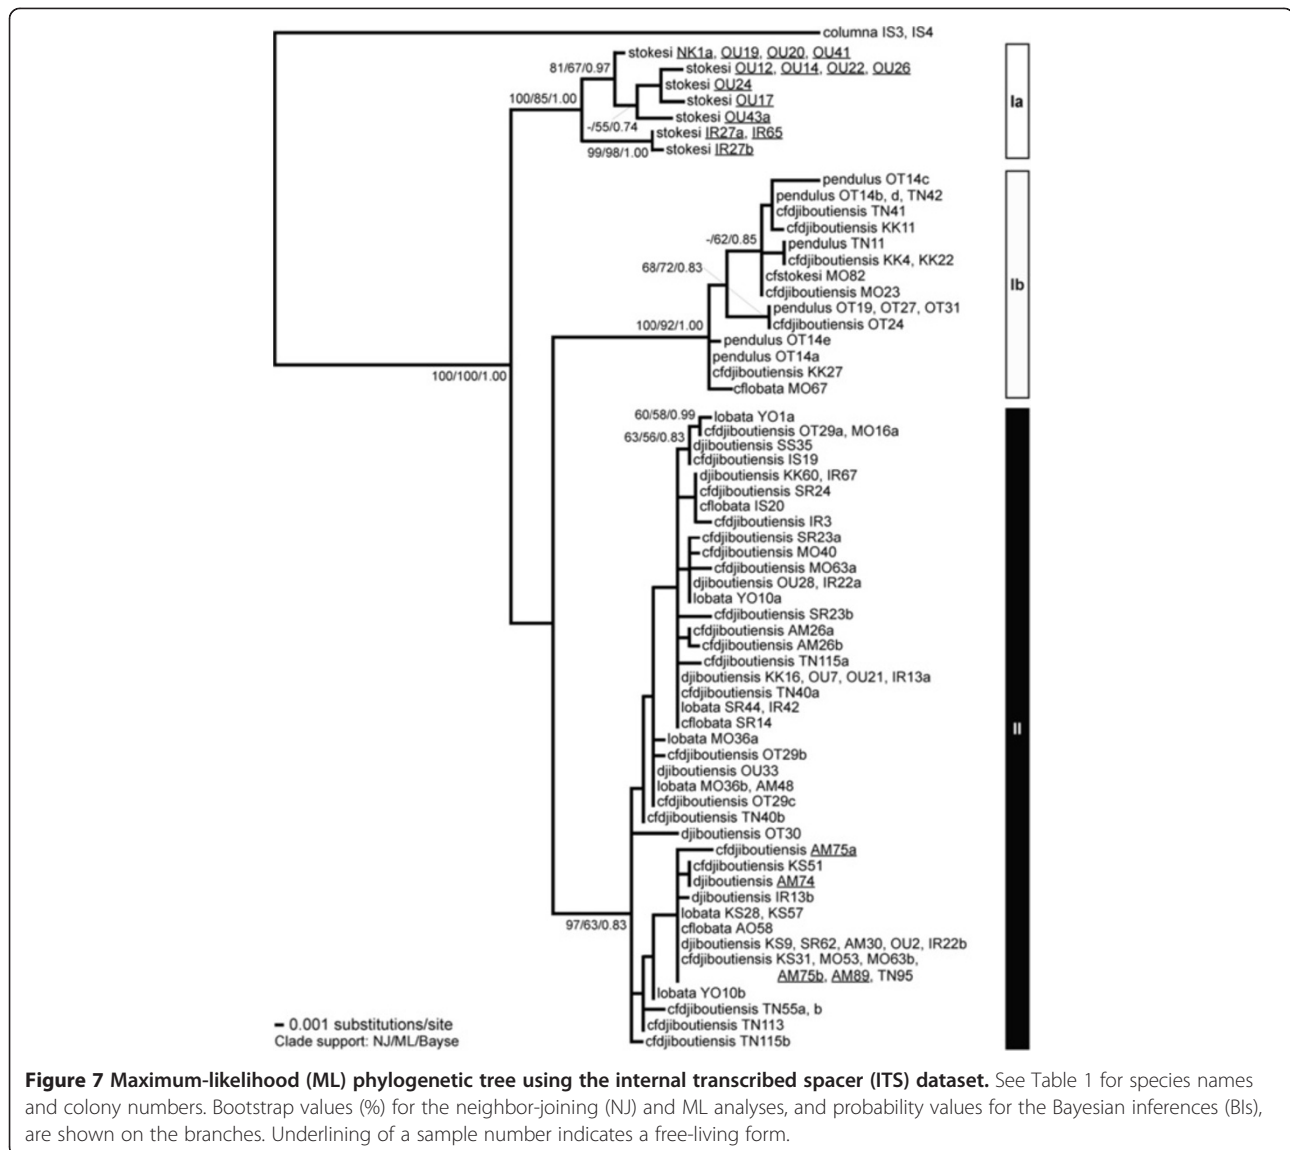 columna IS3, IS4
stokesi NK1a, OU19, OU20, OU41
81/67/0.97
stokesi OU12, OU14, OU22, OU26
stokesi OU24
100/85/1.00
stokesi OU17
Ia
stokesi OU43a
-/55/0.74
stokesi IR27a, IR65
99/98/1.00
stokesi IR27b
pendulus OT14c
pendulus OT14b, d, TN42
cfdjiboutiensis TN41
cfdjiboutiensis KK11
-/62/0.85
pendulus TN11
cfdjiboutiensis KK4, KK22
68/72/0.83
cfstokesi MO82
Ib
cfdjiboutiensis MO23
pendulus OT19, OT27, OT31
cfdjiboutiensis OT24
100/92/1.00
pendulus OT14e
pendulus OT14a
cfdjiboutiensis KK27
100/100/1.00
cflobata MO67
60/58/0.99
lobata YO1a
cfdjiboutiensis OT29a, MO16a
63/56/0.83
djiboutiensis SS35
cfdjiboutiensis IS19
djiboutiensis KK60, IR67
cfdjiboutiensis SR24
cflobata IS20
cfdjiboutiensis IR3
cfdjiboutiensis SR23a
cfdjiboutiensis MO40
cfdjiboutiensis MO63a
djiboutiensis OU28, IR22a
lobata YO10a
cfdjiboutiensis SR23b
cfdjiboutiensis AM26a
cfdjiboutiensis AM26b
cfdjiboutiensis TN115a
djiboutiensis KK16, OU7, OU21, IR13a
cfdjiboutiensis TN40a
lobata SR44, IR42
cflobata SR14
II
lobata MO36a
cfdjiboutiensis OT29b
djiboutiensis OU33
lobata MO36b, AM48
cfdjiboutiensis OT29c
cfdjiboutiensis TN40b
djiboutiensis OT30
cfdjiboutiensis AM75a
cfdjiboutiensis KS51
djiboutiensis AM74
djiboutiensis IR13b
lobata KS28, KS57
97/63/0.83
cflobata AO58
djiboutiensis KS9, SR62, AM30, OU2, IR22b
cfdjiboutiensis KS31, MO53, MO63b,
AM75b, AM89, TN95
lobata YO10b
cfdjiboutiensis TN55a, b
cfdjiboutiensis TN113
cfdjiboutiensis TN115b
0.001 substitutions/site
Clade support: NJ/ML/Bayse
Figure 7 Maximum-likelihood (ML) phylogenetic tree using the internal transcribed spacer (ITS) dataset. See Table 1 for species names
and colony numbers. Bootstrap values (%) for the neighbor-joining (NJ) and ML analyses, and probability values for the Bayesian inferences (BIs),
are shown on the branches. Underlining of a sample number indicates a free-living form.